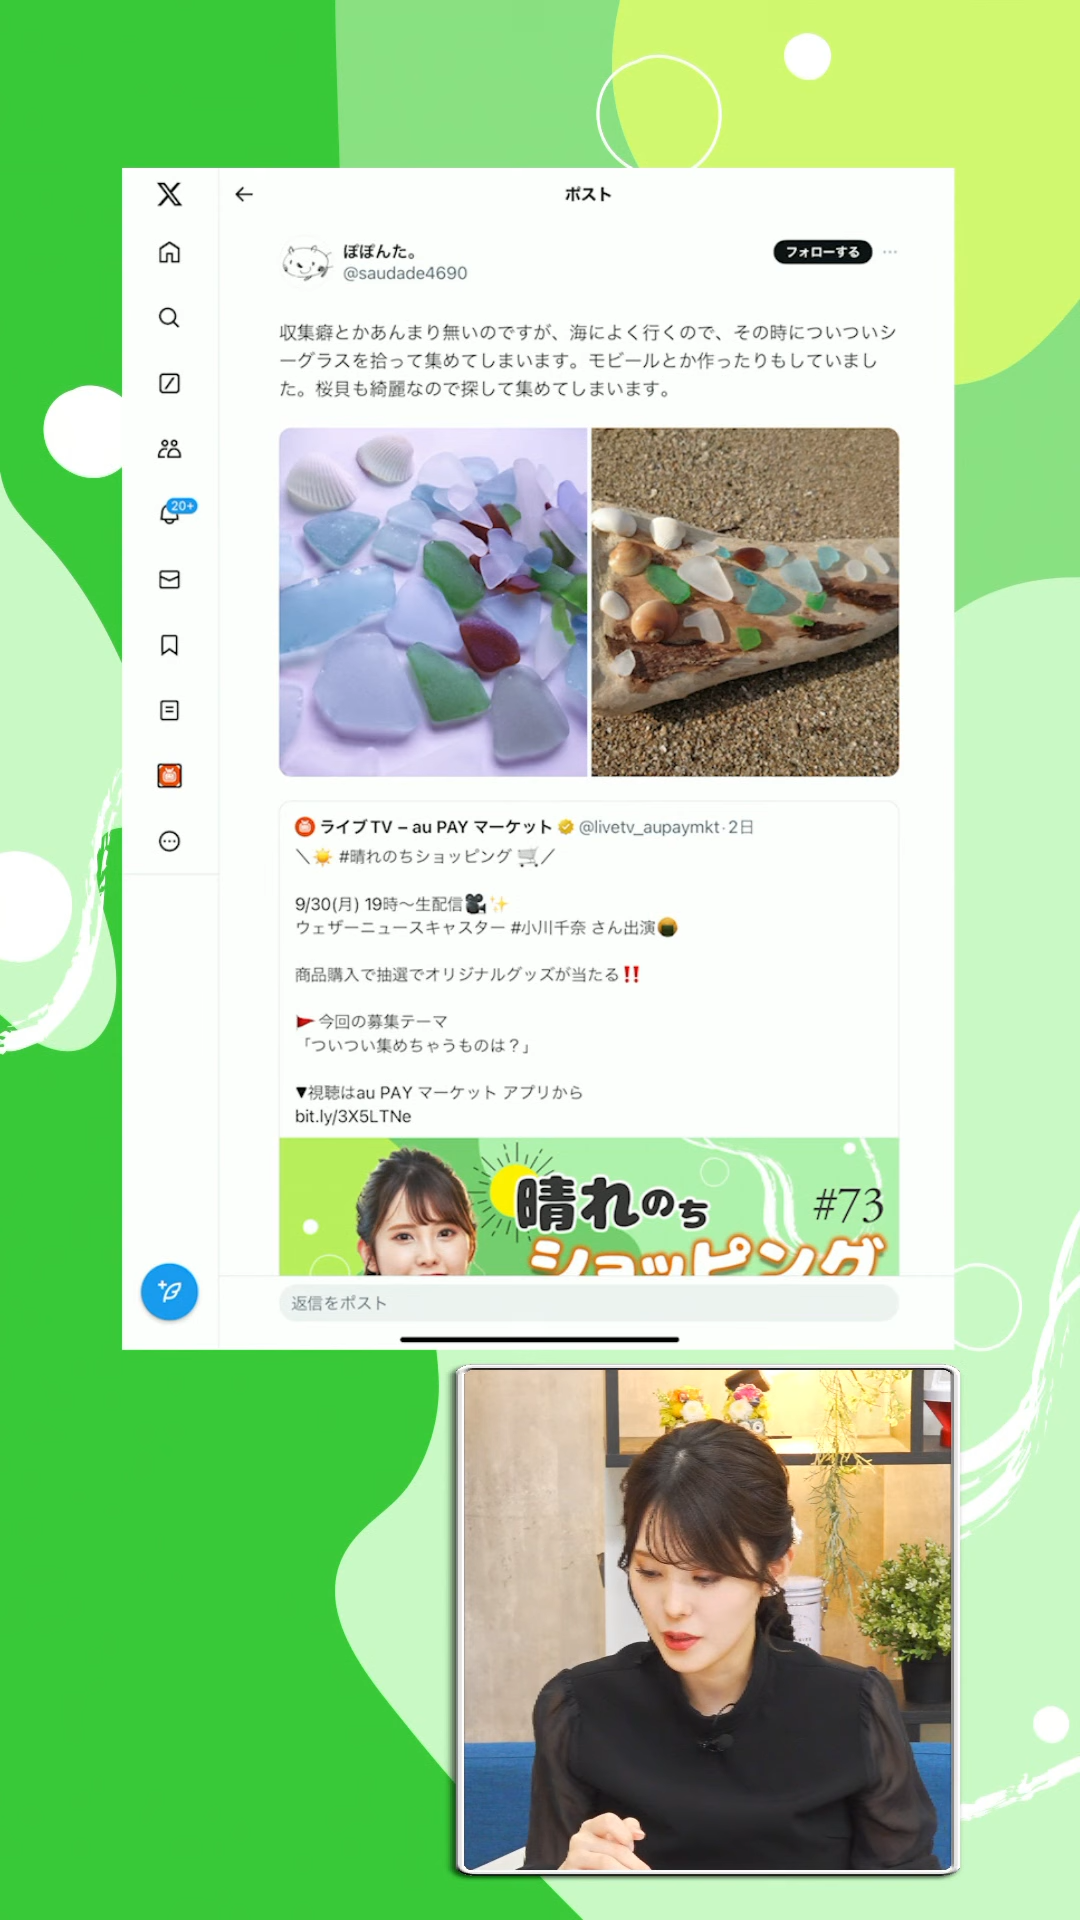 X
ポスト
ぽぽんた。
@saudade4690
フォローする
収集癖とかあんまり無いのですが、海によく行くので、その時についついシ
ーグラスを拾って集めてしまいます。モビールとか作ったりもしていまし
た。桜貝も綺麗なので探して集めてしまいます。
20+
ライブTV – au PAY マーケット @livetv_aupaymkt·2日
＼☀️ #晴れのちショッピング 🛒／
9/30(月) 19時〜生配信🎥✨
ウェザーニュースキャスター #小川千奈 さん出演🍘
商品購入で抽選でオリジナルグッズが当たる‼️
🚩今回の募集テーマ
「ついつい集めちゃうものは？」
▼視聴はau PAY マーケット アプリから
bit.ly/3X5LTNe
晴れのち
#73
ショッピング
返信をポスト